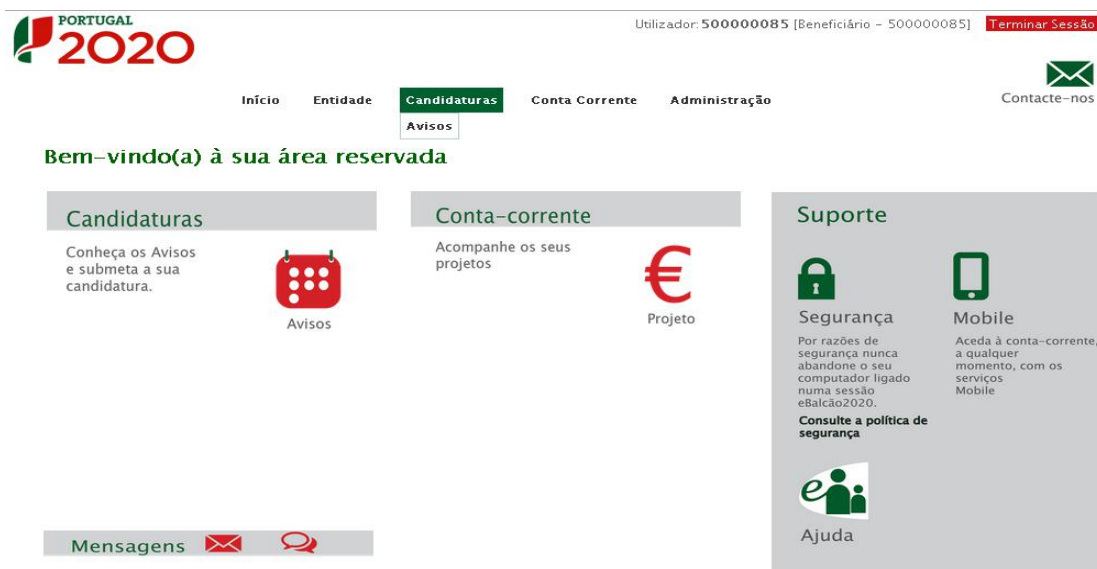 PORTUGAL
2020
Utilizador: 500000085 [Beneficiário - 500000085] Terminar Sessão
Contacte-nos
Início Entidade Candidaturas Conta Corrente Administração
Avisos
Bem-vindo(a) à sua área reservada
Candidaturas
Conheça os Avisos
e submeta a sua
candidatura.
Avisos
Conta-corrente
Acompanhe os seus
projetos
€
Projeto
Suporte
Segurança
Por razões de
segurança nunca
abandone o seu
computador ligado
numa sessão
eBalcão2020.
Consulte a política de
segurança
Mobile
Aceda à conta-corrente,
a qualquer
momento, com os
serviços
Mobile
e
Ajuda
Mensagens